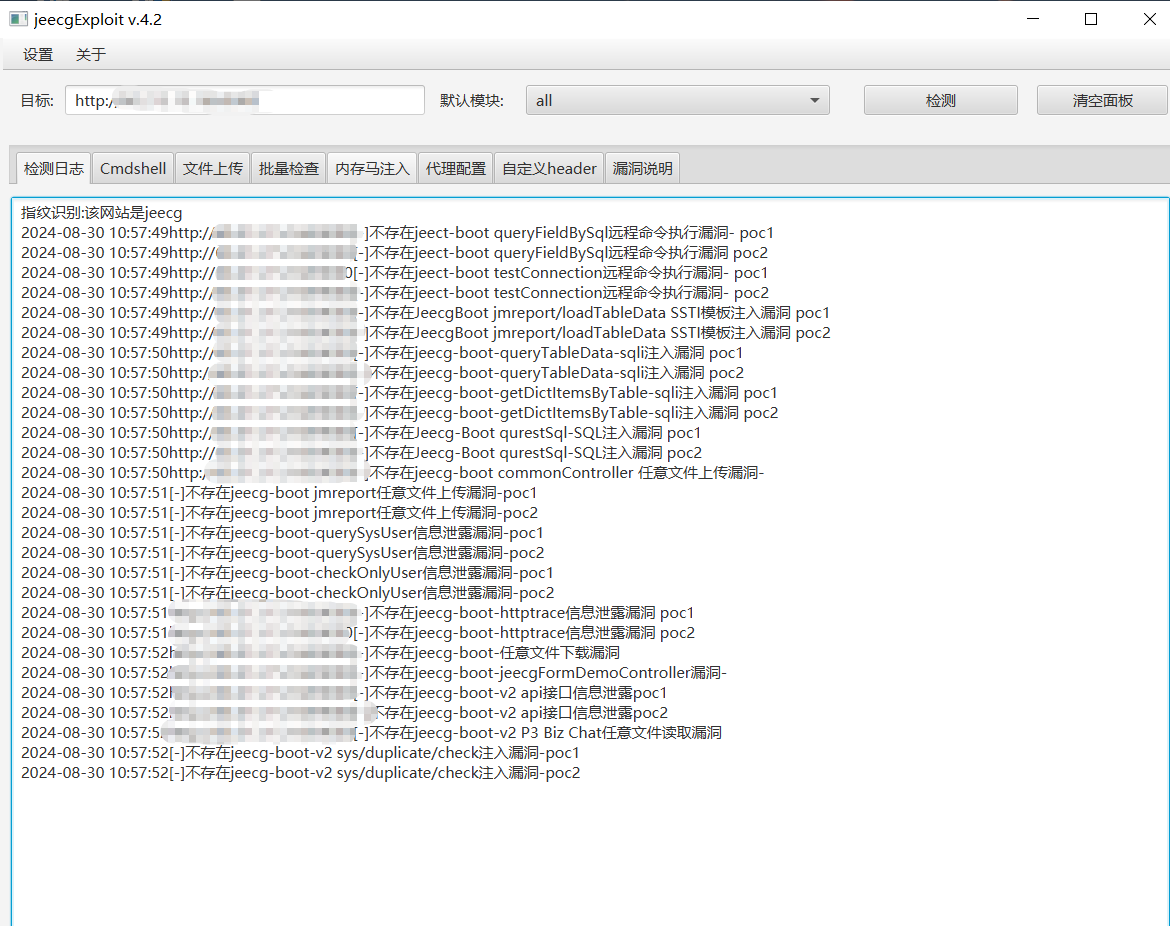 jeecgExploit v.4.2
设置 关于
目标: http:/ 默认模块: all 检测 清空面板
检测日志 Cmdshell 文件上传 批量检查 内存马注入 代理配置 自定义header 漏洞说明
指纹识别:该网站是jeecg
2024-08-30 10:57:49http:// ]不存在jeect-boot queryFieldBySql远程命令执行漏洞- poc1
2024-08-30 10:57:49http:// [-]不存在jeect-boot queryFieldBySql远程命令执行漏洞 poc2
2024-08-30 10:57:49http:// 0[-]不存在jeect-boot testConnection远程命令执行漏洞- poc1
2024-08-30 10:57:49http:// -]不存在jeect-boot testConnection远程命令执行漏洞- poc2
2024-08-30 10:57:49http:// -]不存在JeecgBoot jmreport/loadTableData SSTI模板注入漏洞 poc1
2024-08-30 10:57:49http:// ]不存在JeecgBoot jmreport/loadTableData SSTI模板注入漏洞 poc2
2024-08-30 10:57:50http:// [-]不存在jeecg-boot-queryTableData-sqli注入漏洞 poc1
2024-08-30 10:57:50http:/ 不存在jeecg-boot-queryTableData-sqli注入漏洞 poc2
2024-08-30 10:57:50http:// -]不存在jeecg-boot-getDictItemsByTable-sqli注入漏洞 poc1
2024-08-30 10:57:50http:// ]不存在jeecg-boot-getDictItemsByTable-sqli注入漏洞 poc2
2024-08-30 10:57:50http:// [-]不存在Jeecg-Boot qurestSql-SQL注入漏洞 poc1
2024-08-30 10:57:50http:// ]不存在Jeecg-Boot qurestSql-SQL注入漏洞 poc2
2024-08-30 10:57:50http: 不存在jeecg-boot commonController 任意文件上传漏洞-
2024-08-30 10:57:51[-]不存在jeecg-boot jmreport任意文件上传漏洞-poc1
2024-08-30 10:57:51[-]不存在jeecg-boot jmreport任意文件上传漏洞-poc2
2024-08-30 10:57:51[-]不存在jeecg-boot-querySysUser信息泄露漏洞-poc1
2024-08-30 10:57:51[-]不存在jeecg-boot-querySysUser信息泄露漏洞-poc2
2024-08-30 10:57:51[-]不存在jeecg-boot-checkOnlyUser信息泄露漏洞-poc1
2024-08-30 10:57:51[-]不存在jeecg-boot-checkOnlyUser信息泄露漏洞-poc2
2024-08-30 10:57:51 -]不存在jeecg-boot-httptrace信息泄露漏洞 poc1
2024-08-30 10:57:51 0[-]不存在jeecg-boot-httptrace信息泄露漏洞 poc2
2024-08-30 10:57:52h -]不存在jeecg-boot-任意文件下载漏洞
2024-08-30 10:57:52 -]不存在jeecg-boot-jeecgFormDemoController漏洞-
2024-08-30 10:57:52h [-]不存在jeecg-boot-v2 api接口信息泄露poc1
2024-08-30 10:57:52 不存在jeecg-boot-v2 api接口信息泄露poc2
2024-08-30 10:57:5 [-]不存在jeecg-boot-v2 P3 Biz Chat任意文件读取漏洞
2024-08-30 10:57:52[-]不存在jeecg-boot-v2 sys/duplicate/check注入漏洞-poc1
2024-08-30 10:57:52[-]不存在jeecg-boot-v2 sys/duplicate/check注入漏洞-poc2